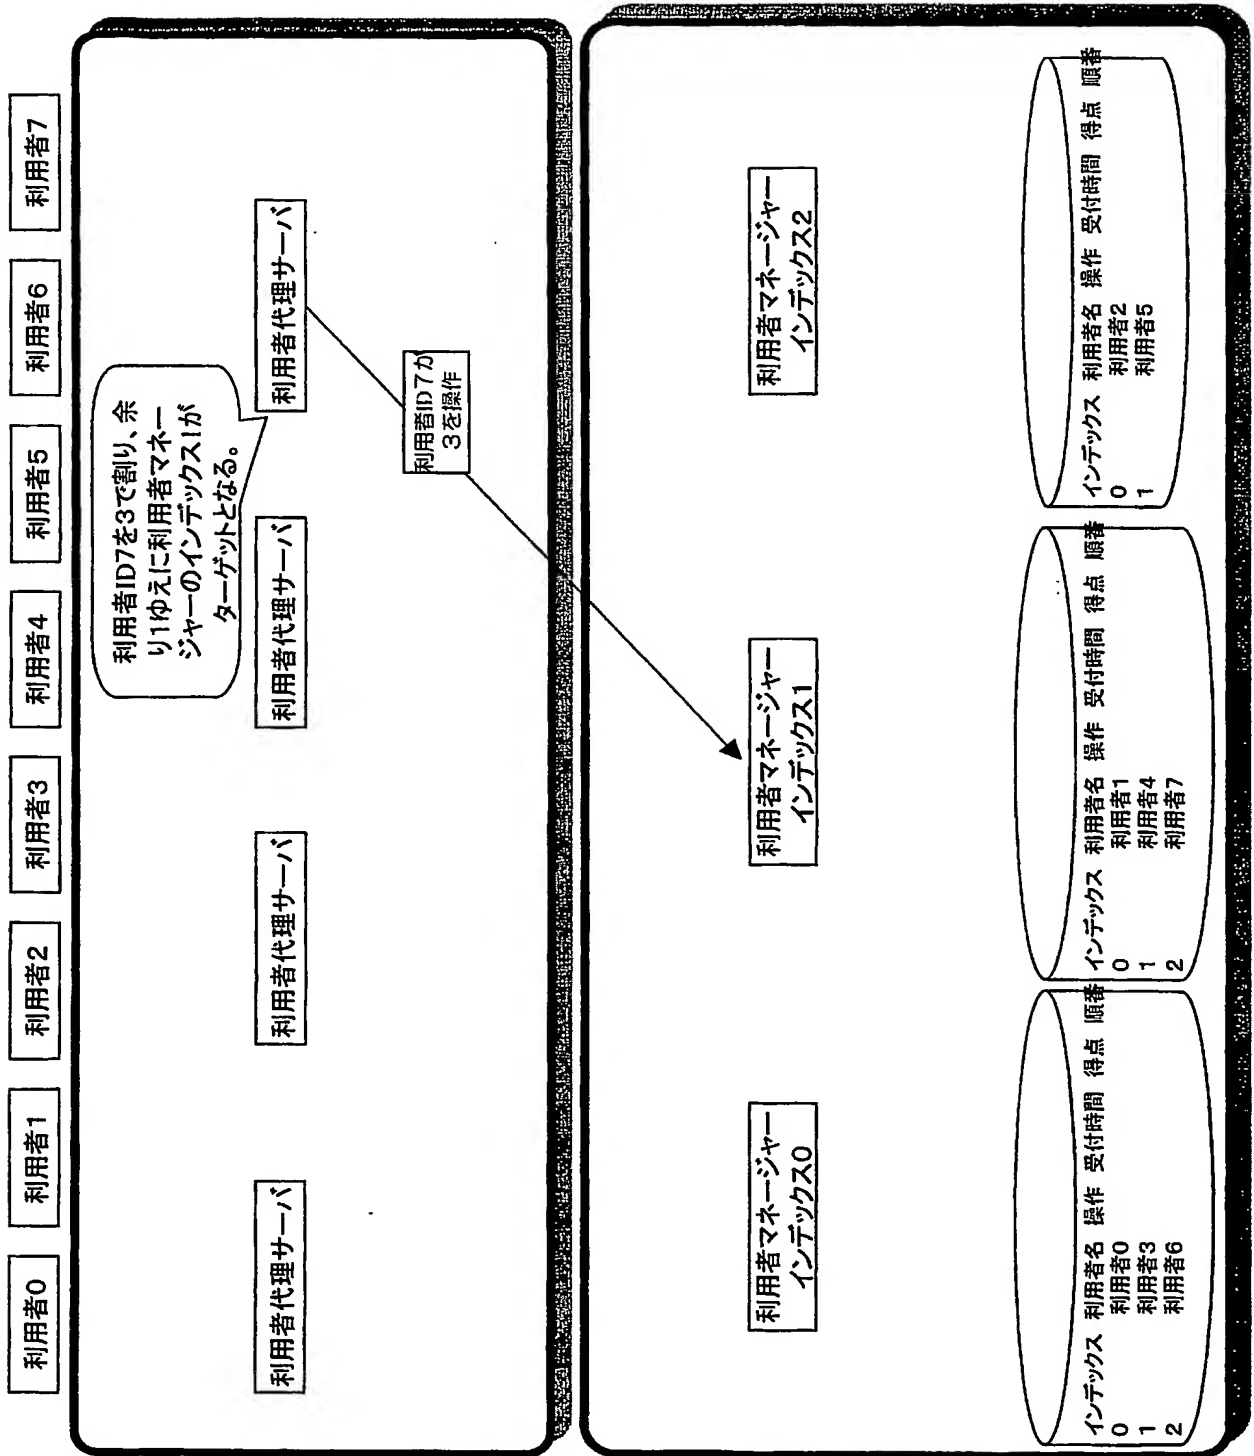 利用者0
利用者1
利用者2
利用者3
利用者4
利用者5
利用者6
利用者7
利用者ID7を3で割り、余
り1ゆえに利用者マネー
ジャーのインデックス1が
ターゲットとなる。
利用者代理サーバ
利用者代理サーバ
利用者代理サーバ
利用者代理サーバ
利用者ID7が
3を操作
利用者マネージャー
インデックス0
利用者マネージャー
インデックス1
利用者マネージャー
インデックス2
インデックス 利用者名 操作 受付時間 得点 順番
0 利用者0
1 利用者3
2 利用者6
インデックス 利用者名 操作 受付時間 得点 順番
0 利用者1
1 利用者4
2 利用者7
インデックス 利用者名 操作 受付時間 得点 順番
0 利用者2
1 利用者5